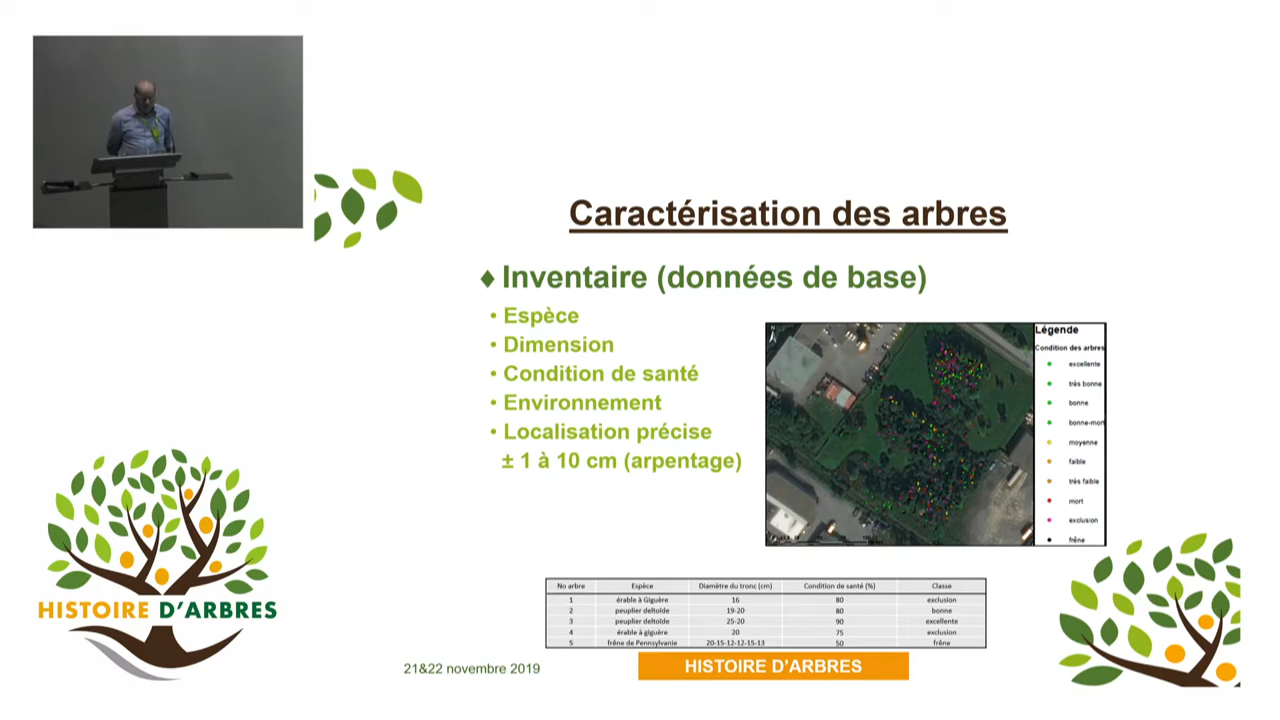 Caractérisation des arbres
♦ Inventaire (données de base)
• Espèce
• Dimension
• Condition de santé
• Environnement
• Localisation précise
± 1 à 10 cm (arpentage)
Légende
Condition des arbres
excellente
très bonne
bonne
bonne-mort
moyenne
faible
très faible
mort
exclusion
frêne
HISTOIRE D'ARBRES
No arbre Espèce Diamètre du tronc (cm) Condition de santé (%) Classe
1 érable à Giguère 16 80 exclusion
2 peuplier deltoïde 19-20 80 bonne
3 peuplier deltoïde 25-20 90 excellente
4 érable à giguère 20 75 exclusion
5 frêne de Pennsylvanie 20-15-12-12-15-13 50 frêne
21&22 novembre 2019
HISTOIRE D'ARBRES